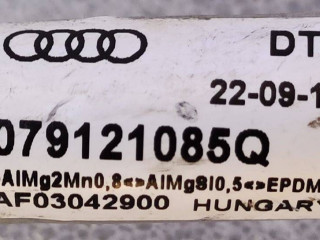 DT
22-09-1
079121085Q
AlMg2Mn0,8<>AlMgSi0,5<>EPDM
AF03042900 HUNGARY